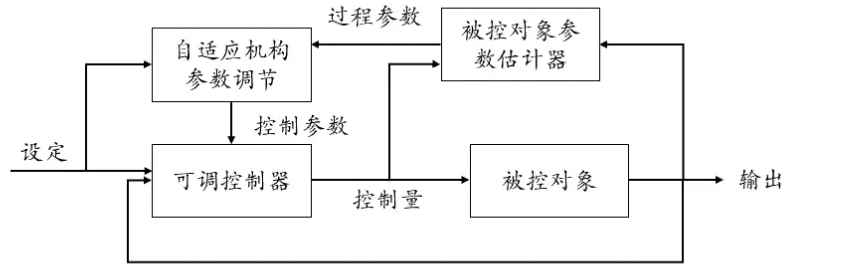 过程参数
自适应机构
参数调节
被控对象参
数估计器
控制参数
设定
可调控制器
控制量
被控对象
输出